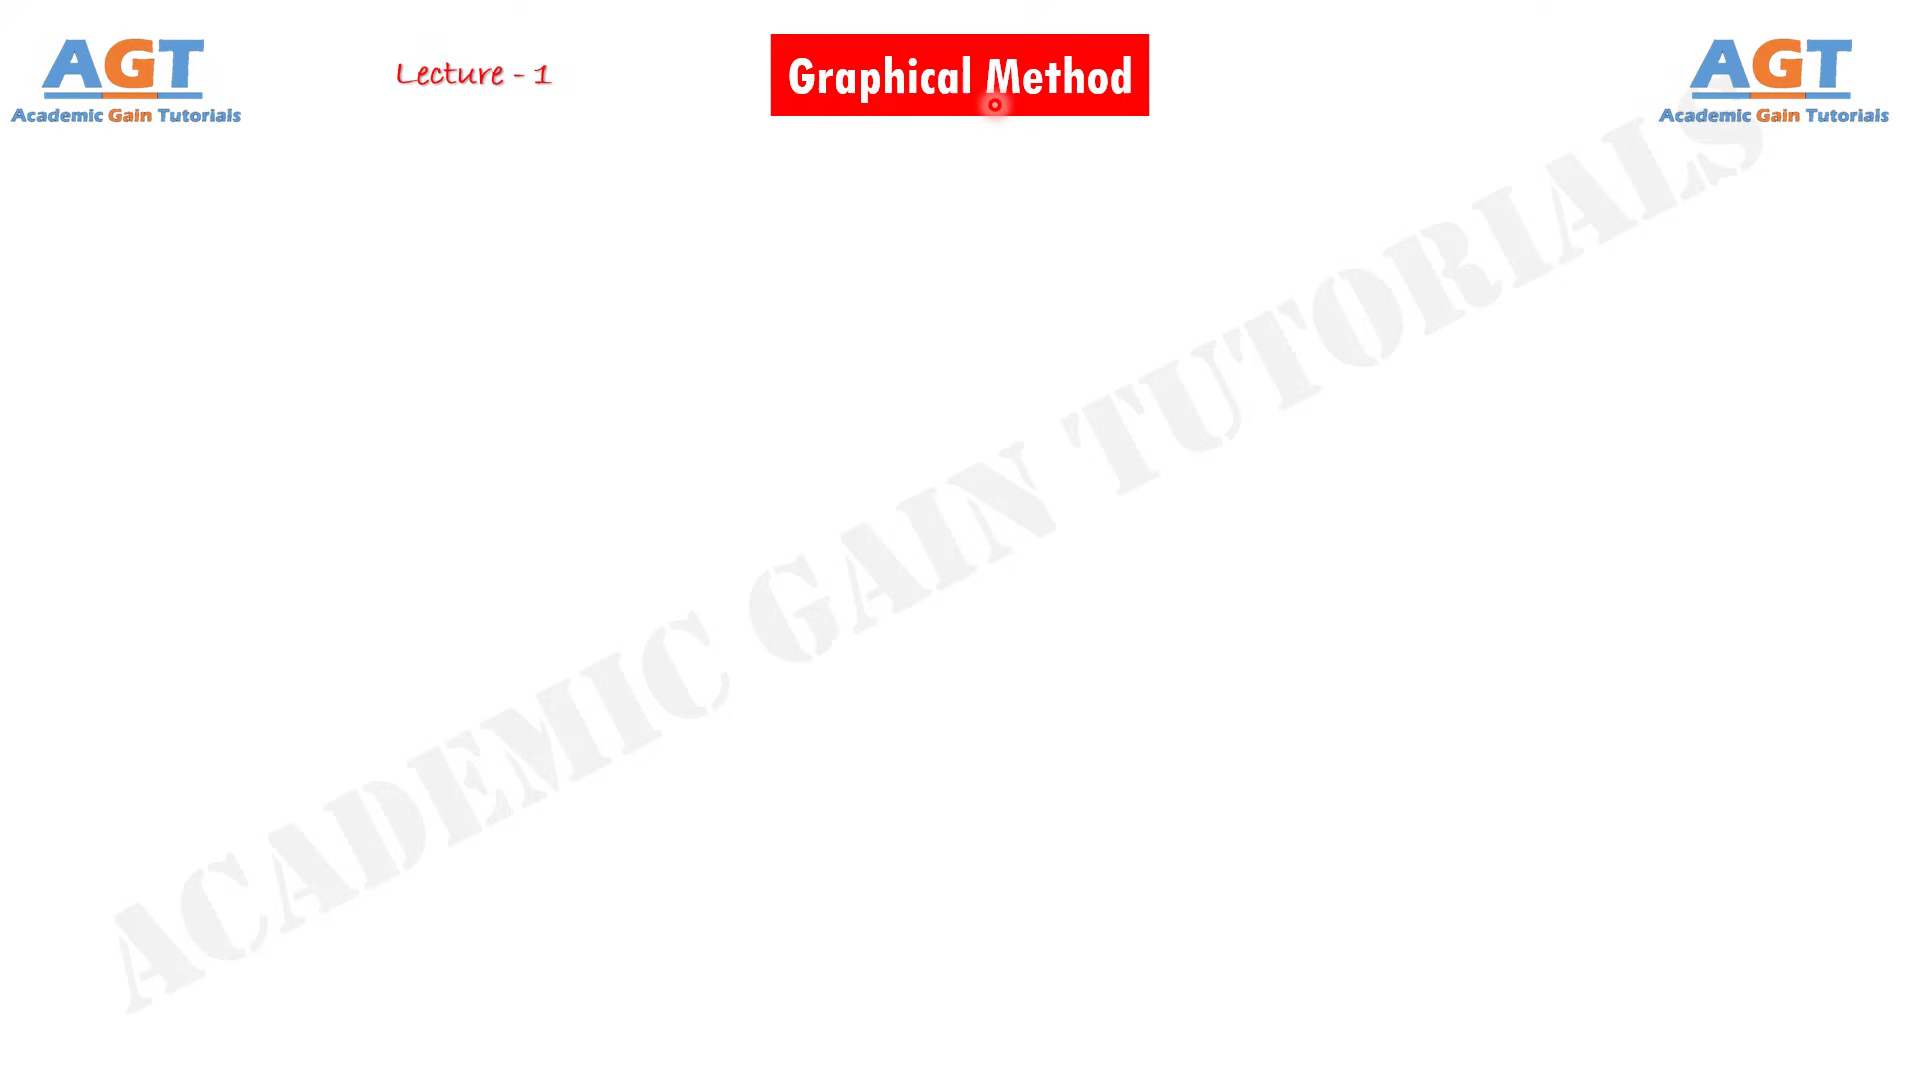 AGT
Academic Gain Tutorials
Lecture - 1
Graphical Method
AGT
Academic Gain Tutorials
ACADEMIC GAIN TUTORIALS